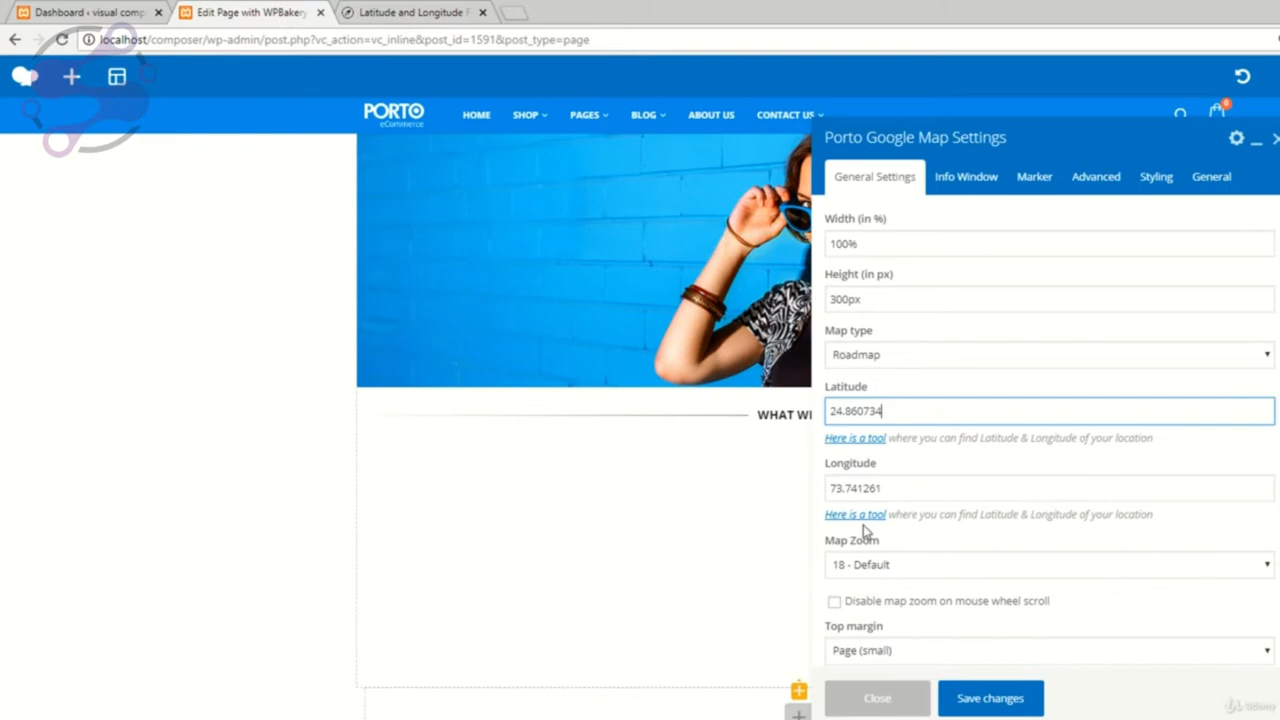 Dashboard ‹ visual comp
Edit Page with WPBakery
Latitude and Longitude F
localhost/composer/wp-admin/post.php?vc_action=vc_inline&post_id=1591&post_type=page
PORTO
eCommerce
HOME
SHOP
PAGES
BLOG
ABOUT US
CONTACT US
0
Porto Google Map Settings
General Settings
Info Window
Marker
Advanced
Styling
General
Width (in %)
100%
Height (in px)
300px
Map type
Roadmap
Latitude
24.860734
Here is a tool where you can find Latitude & Longitude of your location
Longitude
73.741261
Here is a tool where you can find Latitude & Longitude of your location
Map Zoom
18 - Default
Disable map zoom on mouse wheel scroll
Top margin
Page (small)
WHAT WI
Close
Save changes
Udemy